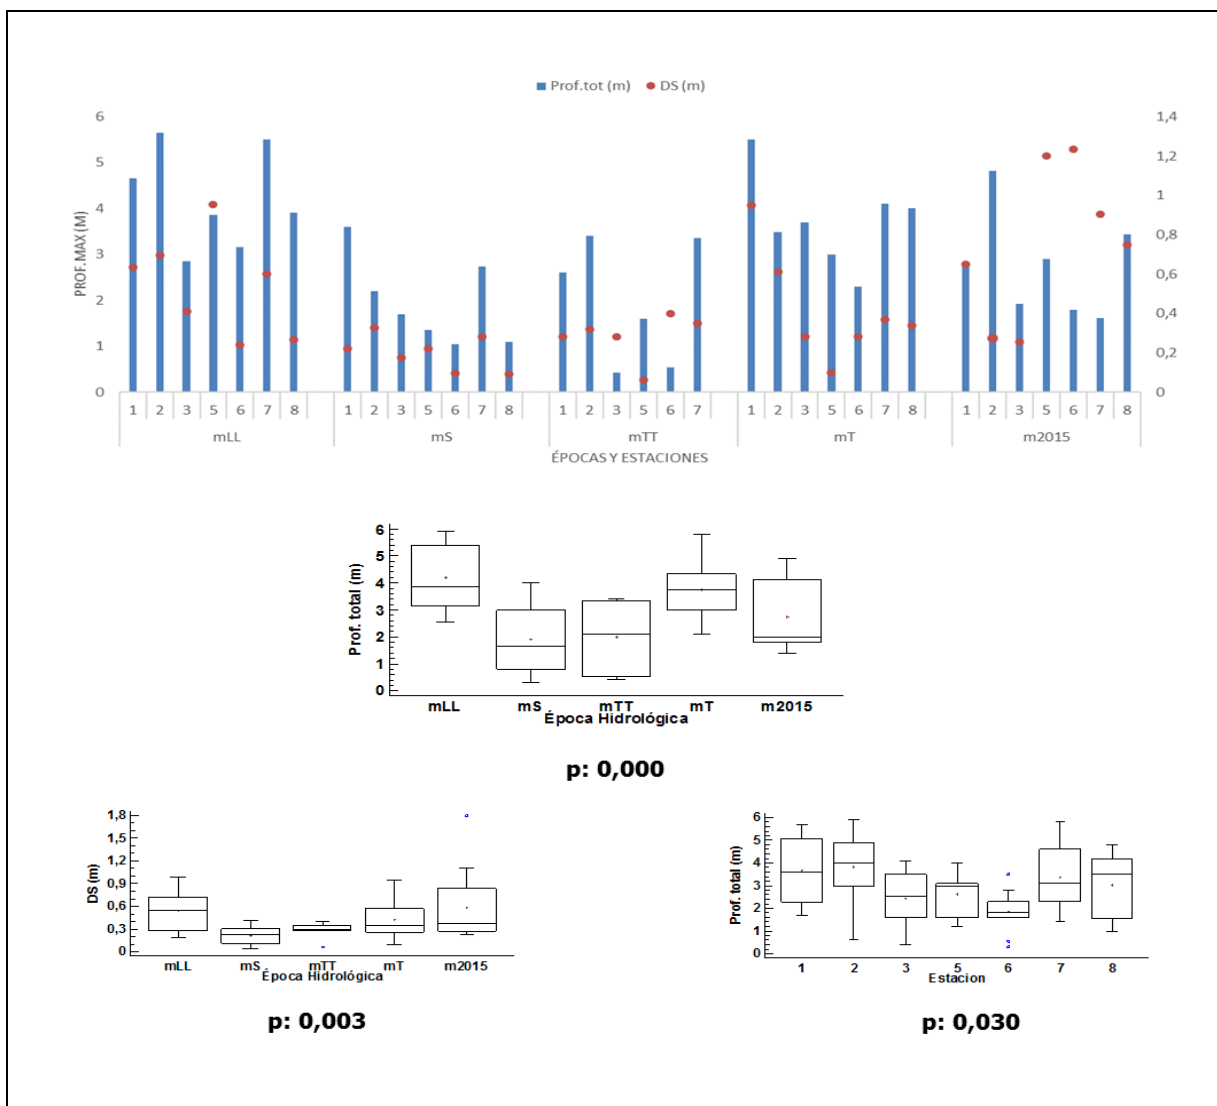 Prof.tot (m) DS (m)
6 1,4
5 1,2
4 1
3 0,8
2 0,6
1 0,4
0 0,2
0
PROF.MAX (M)
1 2 3 5 6 7 8 1 2 3 5 6 7 8 1 2 3 5 6 7 1 2 3 5 6 7 8 1 2 3 5 6 7 8
mLL mS mTT mT m2015
ÉPOCAS Y ESTACIONES
Prof. total (m)
6
5
4
3
2
1
0
mLL mS mTT mT m2015
Época Hidrológica
p: 0,000
DS (m)
1,8
1,5
1,2
0,9
0,6
0,3
0
mLL mS mTT mT m2015
Época Hidrológica
p: 0,003
Prof. total (m)
6
5
4
3
2
1
0
1 2 3 5 6 7 8
Estacion
p: 0,030